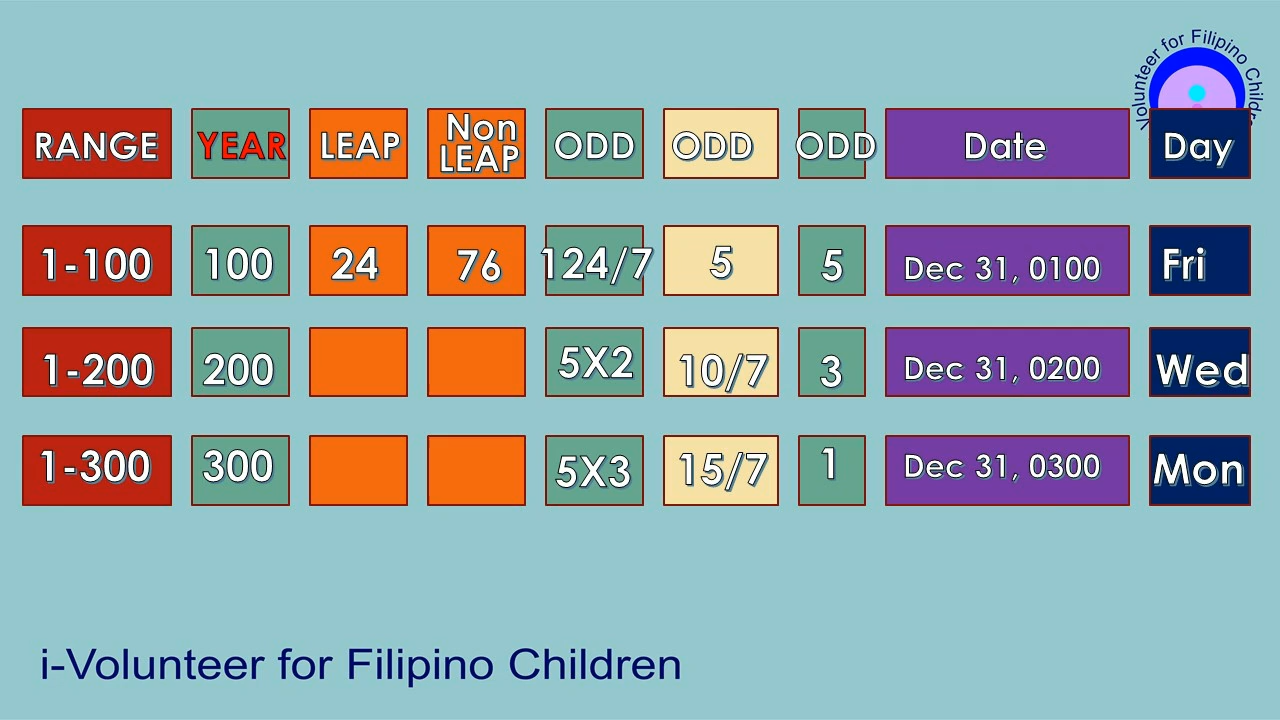 Volunteer for Filipino Childre
RANGE YEAR LEAP Non LEAP ODD ODD ODD Date Day
1-100 100 24 76 124/7 5 5 Dec 31, 0100 Fri
1-200 200 5X2 10/7 3 Dec 31, 0200 Wed
1-300 300 5X3 15/7 1 Dec 31, 0300 Mon
i-Volunteer for Filipino Children